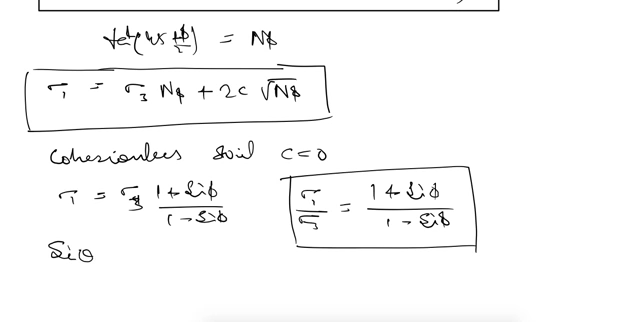 tan²(45 + φ/2) = Nφ
σ₁ = σ₃ Nφ + 2c √Nφ
Cohesionless soil c=0
σ₁ = σ₃ (1+Sinφ)/(1-Sinφ)    σ₁/σ₃ = (1+Sinφ)/(1-Sinφ)
Sinθ